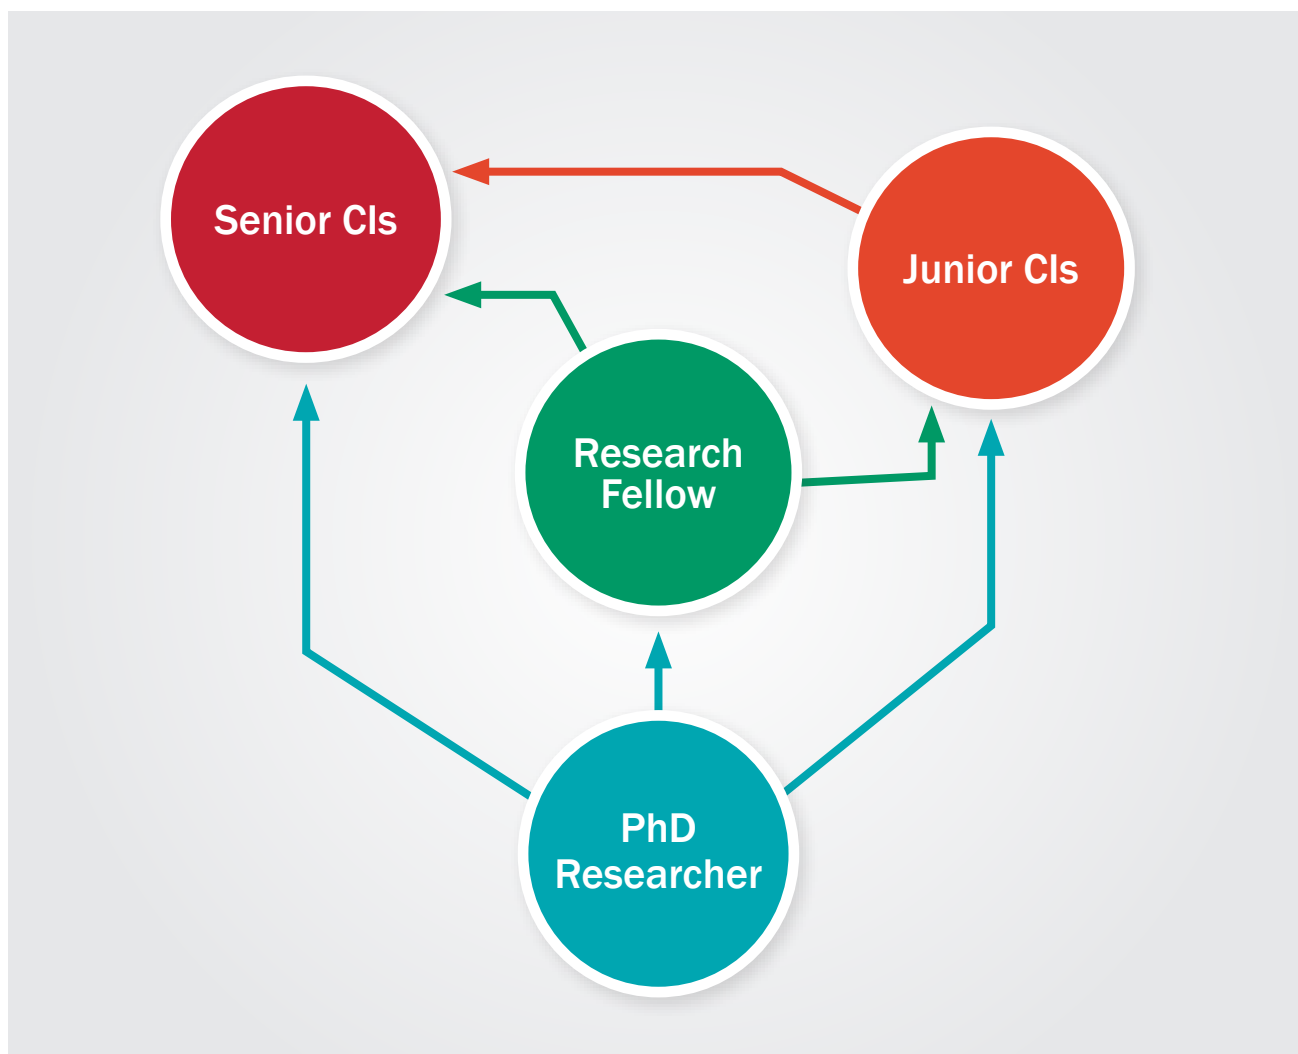 Senior CIs
Junior CIs
Research
Fellow
PhD
Researcher